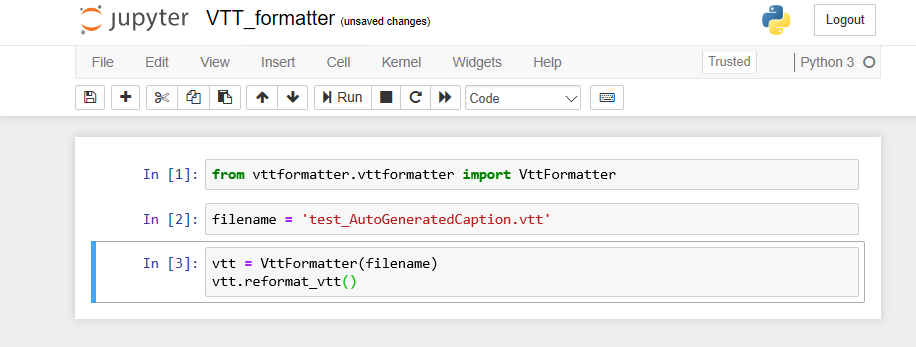 jupyter VTT_formatter (unsaved changes) Logout
File Edit View Insert Cell Kernel Widgets Help Trusted Python 3
Run Code
In [1]: from vttformatter.vttformatter import VttFormatter
In [2]: filename = 'test_AutoGeneratedCaption.vtt'
In [3]: vtt = VttFormatter(filename)
vtt.reformat_vtt()